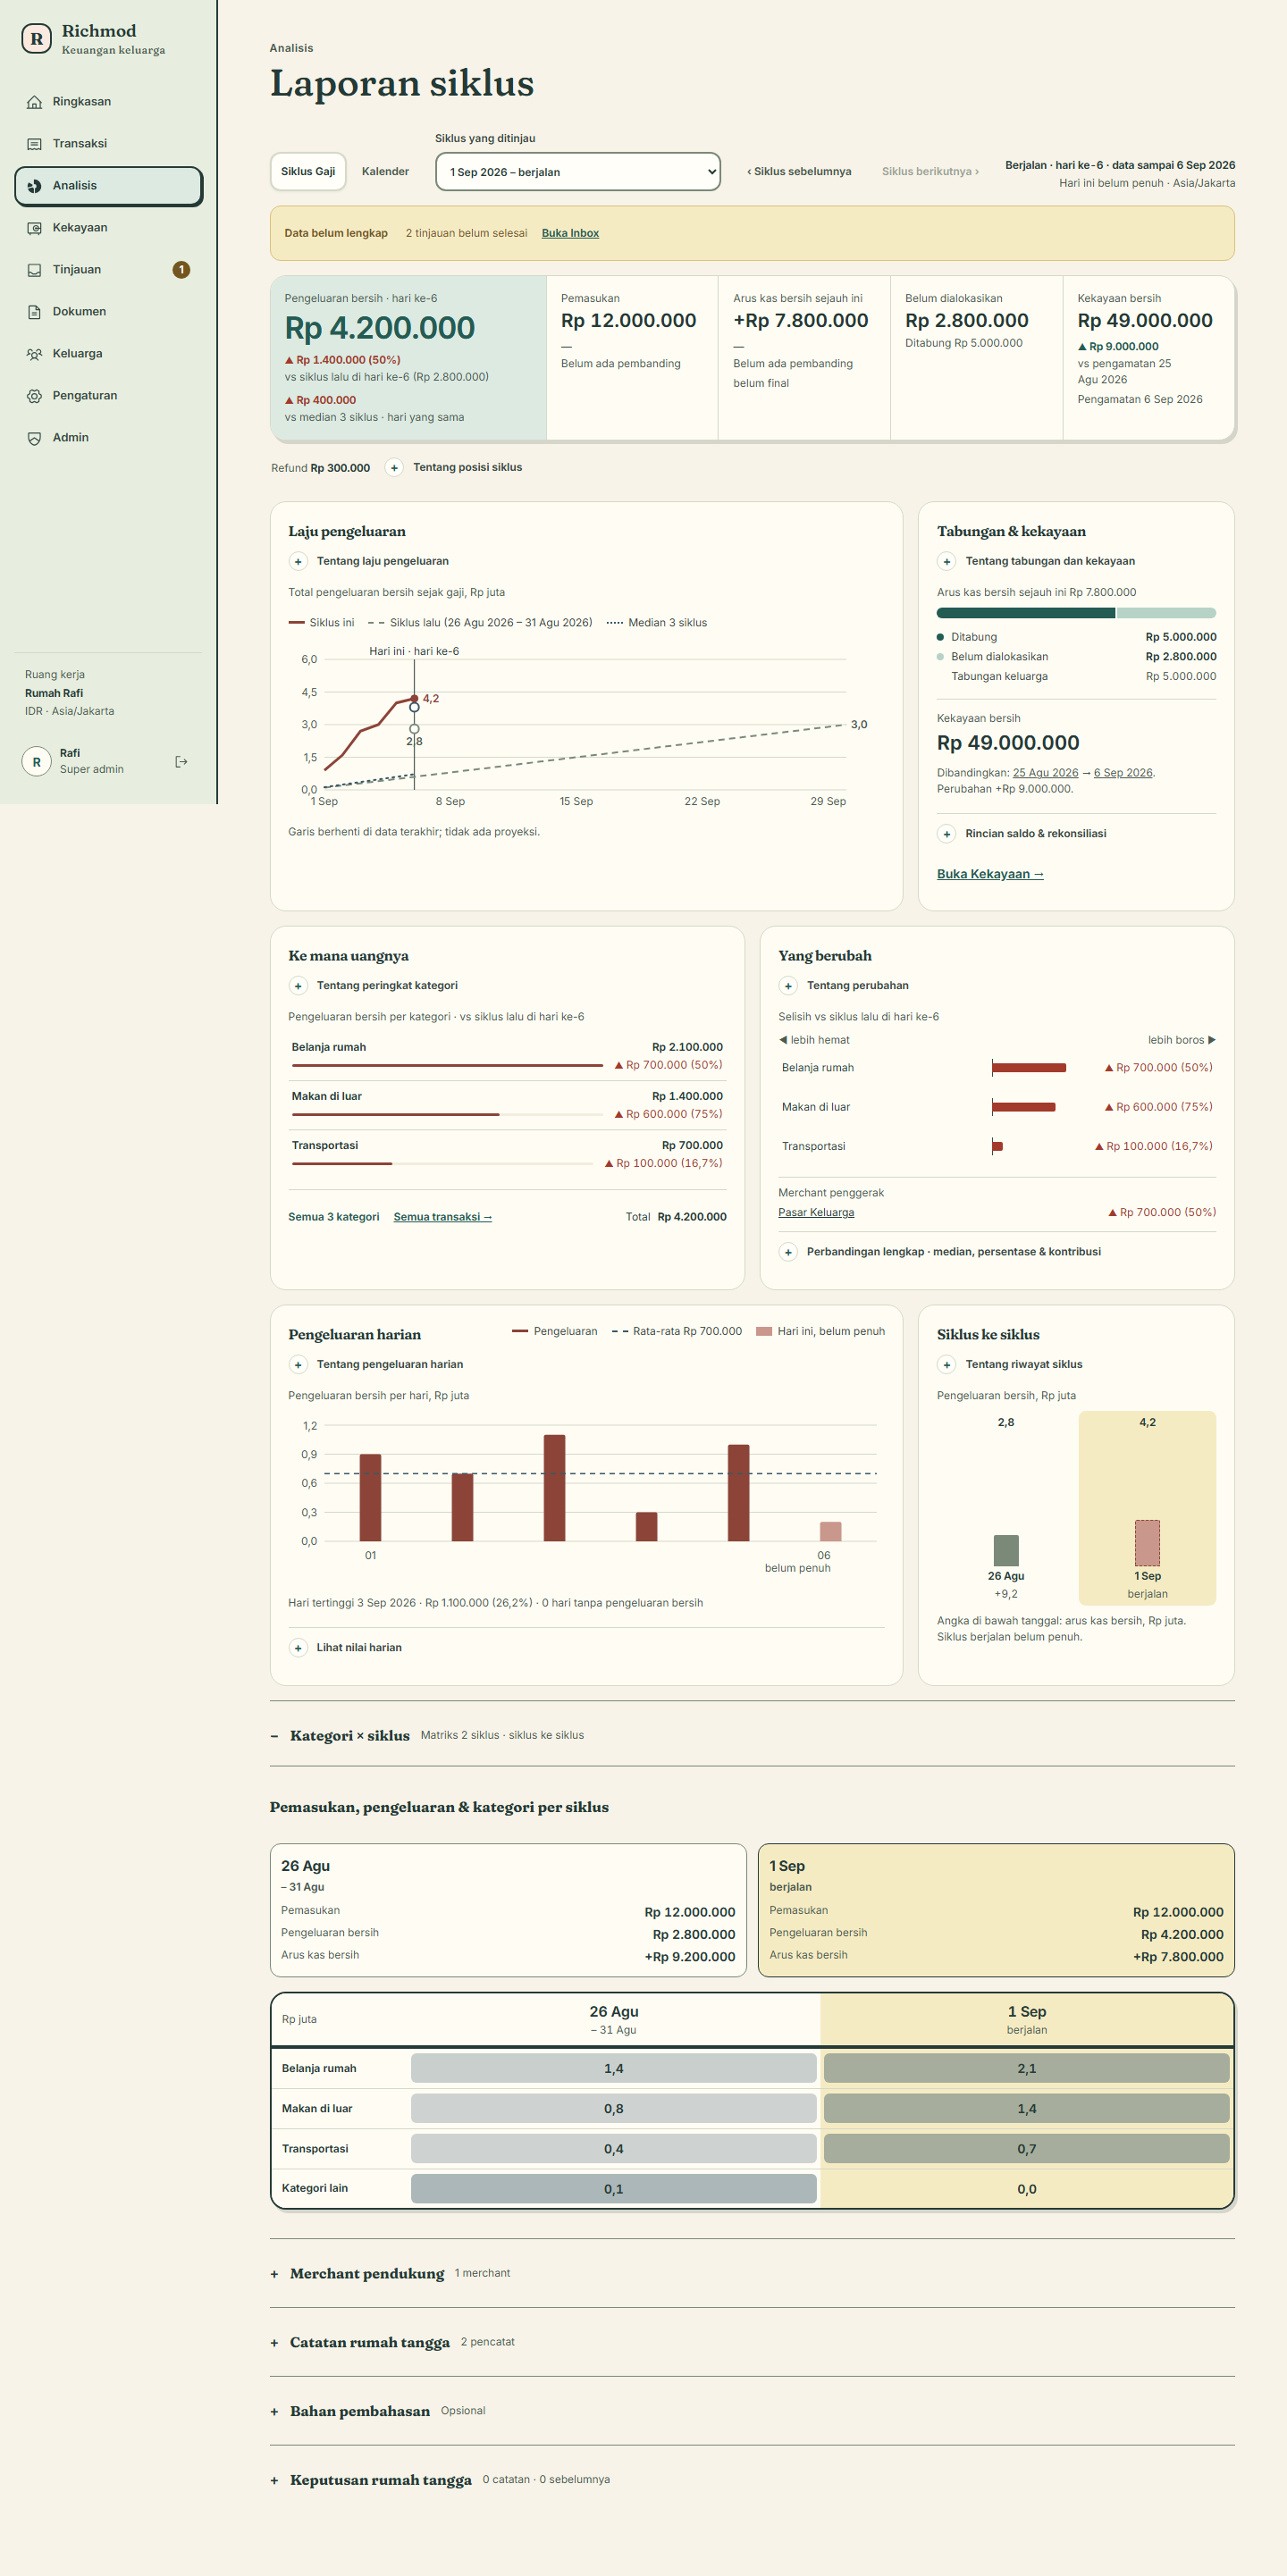 R
Richmod
Keuangan keluarga
Ringkasan
Transaksi
Analisis
Kekayaan
Tinjauan 1
Dokumen
Keluarga
Pengaturan
Admin
Ruang kerja
Rumah Rafi
IDR · Asia/Jakarta
R
Rafi
Super admin
Analisis
Laporan siklus
Siklus yang ditinjau
Siklus Gaji Kalender 1 Sep 2026 – berjalan ‹ Siklus sebelumnya Siklus berikutnya ›
Berjalan · hari ke-6 · data sampai 6 Sep 2026
Hari ini belum penuh · Asia/Jakarta
Data belum lengkap 2 tinjauan belum selesai Buka Inbox
Pengeluaran bersih · hari ke-6
Rp 4.200.000
▲ Rp 1.400.000 (50%)
vs siklus lalu di hari ke-6 (Rp 2.800.000)
▲ Rp 400.000
vs median 3 siklus · hari yang sama
Pemasukan
Rp 12.000.000
—
Belum ada pembanding
Arus kas bersih sejauh ini
+Rp 7.800.000
—
Belum ada pembanding
belum final
Belum dialokasikan
Rp 2.800.000
Ditabung Rp 5.000.000
Kekayaan bersih
Rp 49.000.000
▲ Rp 9.000.000
vs pengamatan 25
Agu 2026
Pengamatan 6 Sep 2026
Refund Rp 300.000 + Tentang posisi siklus
Laju pengeluaran
+ Tentang laju pengeluaran
Total pengeluaran bersih sejak gaji, Rp juta
Siklus ini Siklus lalu (26 Agu 2026 – 31 Agu 2026) Median 3 siklus
Hari ini · hari ke-6
6,0
4,5
4,2
3,0
3,0
2,8
1,5
0,0
1 Sep 8 Sep 15 Sep 22 Sep 29 Sep
Garis berhenti di data terakhir; tidak ada proyeksi.
Tabungan & kekayaan
+ Tentang tabungan dan kekayaan
Arus kas bersih sejauh ini Rp 7.800.000
Ditabung Rp 5.000.000
Belum dialokasikan Rp 2.800.000
Tabungan keluarga Rp 5.000.000
Kekayaan bersih
Rp 49.000.000
Dibandingkan: 25 Agu 2026 → 6 Sep 2026.
Perubahan +Rp 9.000.000.
+ Rincian saldo & rekonsiliasi
Buka Kekayaan →
Ke mana uangnya
+ Tentang peringkat kategori
Pengeluaran bersih per kategori · vs siklus lalu di hari ke-6
Belanja rumah Rp 2.100.000
▲ Rp 700.000 (50%)
Makan di luar Rp 1.400.000
▲ Rp 600.000 (75%)
Transportasi Rp 700.000
▲ Rp 100.000 (16,7%)
Semua 3 kategori Semua transaksi → Total Rp 4.200.000
Yang berubah
+ Tentang perubahan
Selisih vs siklus lalu di hari ke-6
◀ lebih hemat lebih boros ▶
Belanja rumah ▲ Rp 700.000 (50%)
Makan di luar ▲ Rp 600.000 (75%)
Transportasi ▲ Rp 100.000 (16,7%)
Merchant penggerak
Pasar Keluarga ▲ Rp 700.000 (50%)
+ Perbandingan lengkap · median, persentase & kontribusi
Pengeluaran harian
Pengeluaran Rata-rata Rp 700.000 Hari ini, belum penuh
+ Tentang pengeluaran harian
Pengeluaran bersih per hari, Rp juta
1,2
0,9
0,6
0,3
0,0
01 06
belum penuh
Hari tertinggi 3 Sep 2026 · Rp 1.100.000 (26,2%) · 0 hari tanpa pengeluaran bersih
+ Lihat nilai harian
Siklus ke siklus
+ Tentang riwayat siklus
Pengeluaran bersih, Rp juta
2,8 4,2
26 Agu 1 Sep
+9,2 berjalan
Angka di bawah tanggal: arus kas bersih, Rp juta.
Siklus berjalan belum penuh.
– Kategori × siklus Matriks 2 siklus · siklus ke siklus
Pemasukan, pengeluaran & kategori per siklus
26 Agu
– 31 Agu
Pemasukan Rp 12.000.000
Pengeluaran bersih Rp 2.800.000
Arus kas bersih +Rp 9.200.000
1 Sep
berjalan
Pemasukan Rp 12.000.000
Pengeluaran bersih Rp 4.200.000
Arus kas bersih +Rp 7.800.000
Rp juta 26 Agu 1 Sep
– 31 Agu berjalan
Belanja rumah 1,4 2,1
Makan di luar 0,8 1,4
Transportasi 0,4 0,7
Kategori lain 0,1 0,0
+ Merchant pendukung 1 merchant
+ Catatan rumah tangga 2 pencatat
+ Bahan pembahasan Opsional
+ Keputusan rumah tangga 0 catatan · 0 sebelumnya